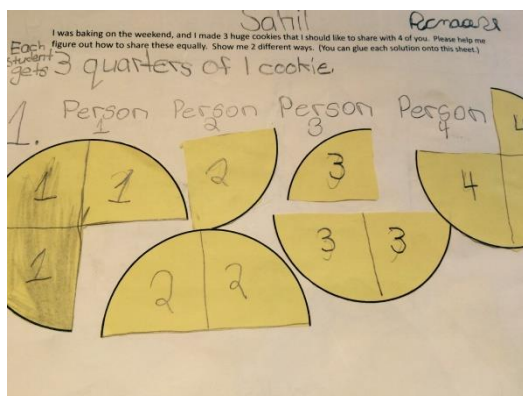 Sahil
I was baking on the weekend, and I made 3 huge cookies that I should like to share with 4 of you. Please help me
figure out how to share these equally. Show me 2 different ways. (You can glue each solution onto this sheet.)
Each student gets 3 quarters of 1 cookie.
1. Person 1 Person 2 Person 3 Person 4
1 1 2 3 4
1 2 2 3 3 4